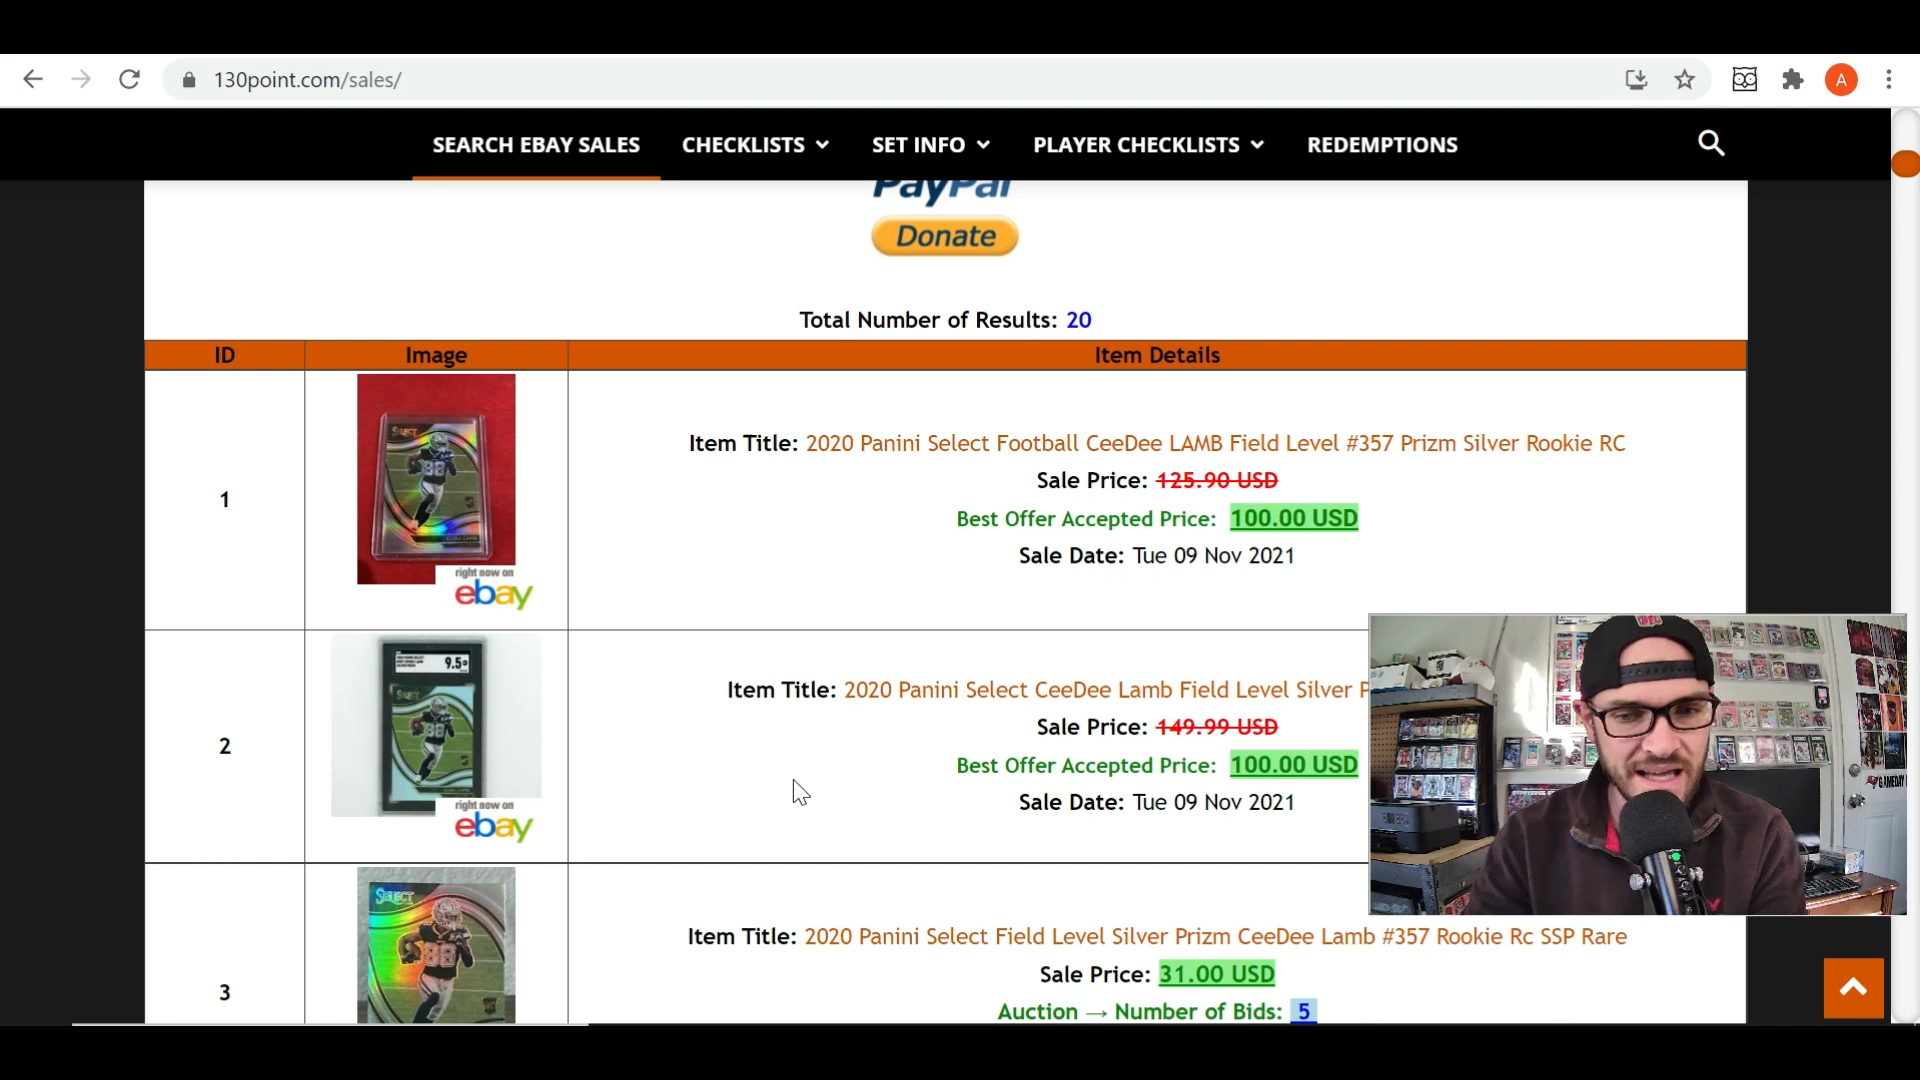 130point.com/sales/
A
SEARCH EBAY SALES
CHECKLISTS
SET INFO
PLAYER CHECKLISTS
REDEMPTIONS
PayPal
Donate
Total Number of Results: 20
ID
Image
Item Details
1
SELECT
88
right now on
ebay
Item Title: 2020 Panini Select Football CeeDee LAMB Field Level #357 Prizm Silver Rookie RC
Sale Price: 125.90 USD
Best Offer Accepted Price: 100.00 USD
Sale Date: Tue 09 Nov 2021
2
9.5
SELECT
88
right now on
ebay
Item Title: 2020 Panini Select CeeDee Lamb Field Level Silver P
Sale Price: 149.99 USD
Best Offer Accepted Price: 100.00 USD
Sale Date: Tue 09 Nov 2021
3
SELECT
88
Item Title: 2020 Panini Select Field Level Silver Prizm CeeDee Lamb #357 Rookie Rc SSP Rare
Sale Price: 31.00 USD
Auction → Number of Bids: 5
GAMEDAY